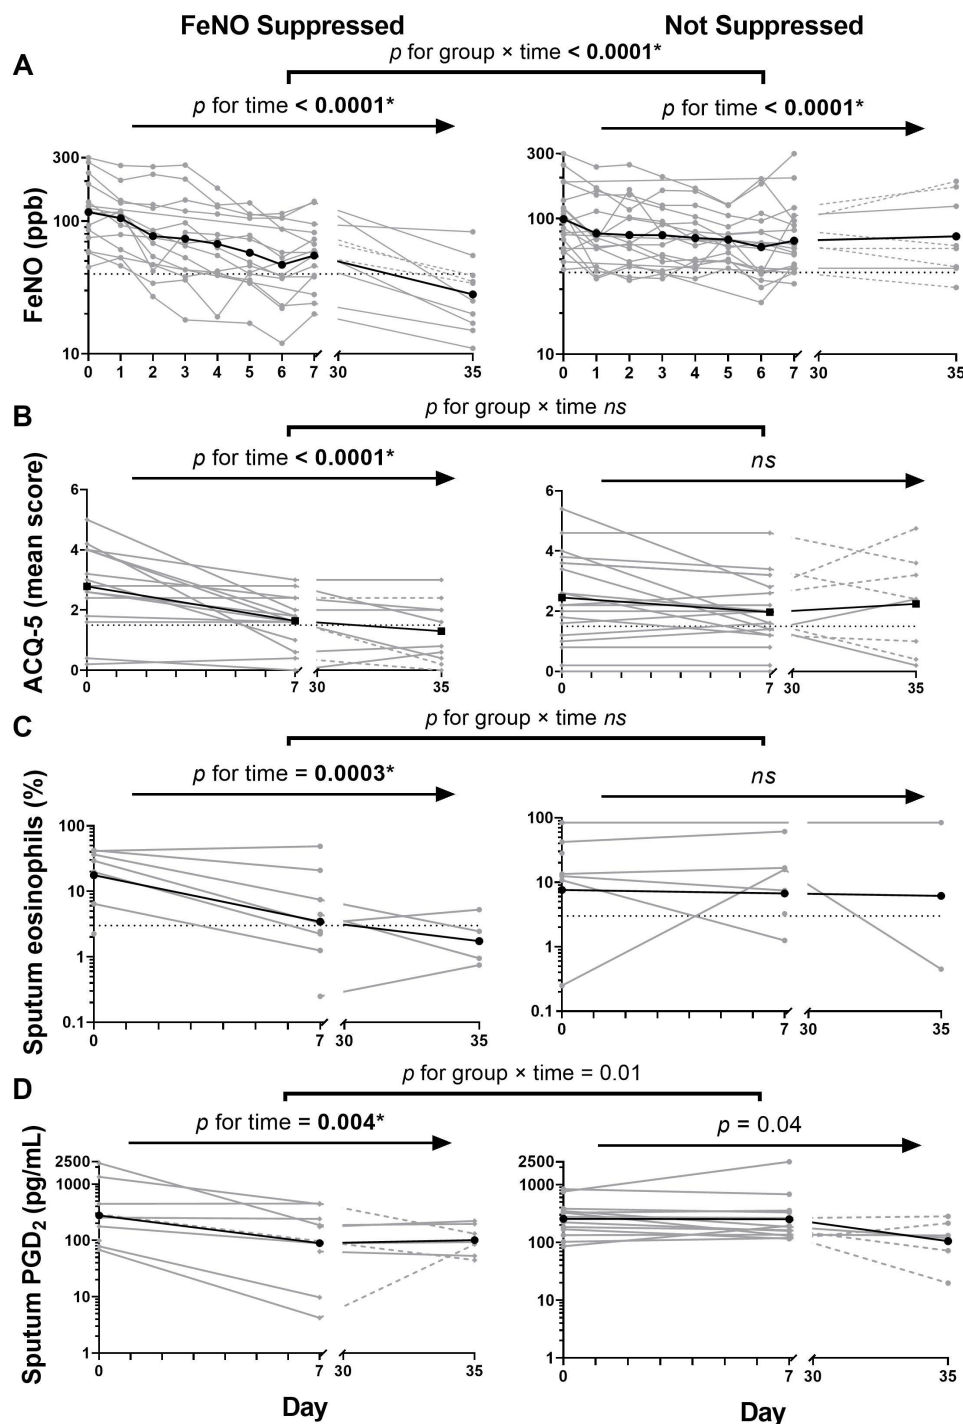 FeNO Suppressed Not Suppressed
A
p for group × time < 0.0001*
p for time < 0.0001* p for time < 0.0001*
FeNO (ppb)
300 300
100 100
10 10
0 1 2 3 4 5 6 7 30 35 0 1 2 3 4 5 6 7 30 35
B
p for group × time ns
p for time < 0.0001* ns
ACQ-5 (mean score)
6 6
4 4
2 2
0 0
0 7 30 35 0 7 30 35
C
p for group × time ns
p for time = 0.0003* ns
Sputum eosinophils (%)
100 100
10 10
1 1
0.1 0.1
0 7 30 35 0 7 30 35
D
p for group × time = 0.01
p for time = 0.004* p = 0.04
Sputum PGD2 (pg/mL)
2500 2500
1000 1000
100 100
10 10
1 1
0 7 30 35 0 7 30 35
Day Day